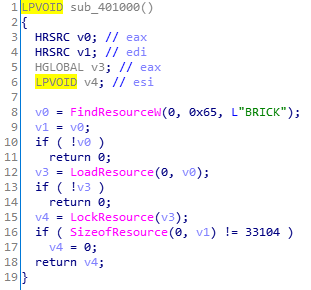 1 LPVOID sub_401000()
2 {
3 HRSRC v0; // eax
4 HRSRC v1; // edi
5 HGLOBAL v3; // eax
6 LPVOID v4; // esi
7
8 v0 = FindResourceW(0, 0x65, L"BRICK");
9 v1 = v0;
10 if ( !v0 )
11 return 0;
12 v3 = LoadResource(0, v0);
13 if ( !v3 )
14 return 0;
15 v4 = LockResource(v3);
16 if ( SizeofResource(0, v1) != 33104 )
17 v4 = 0;
18 return v4;
19 }